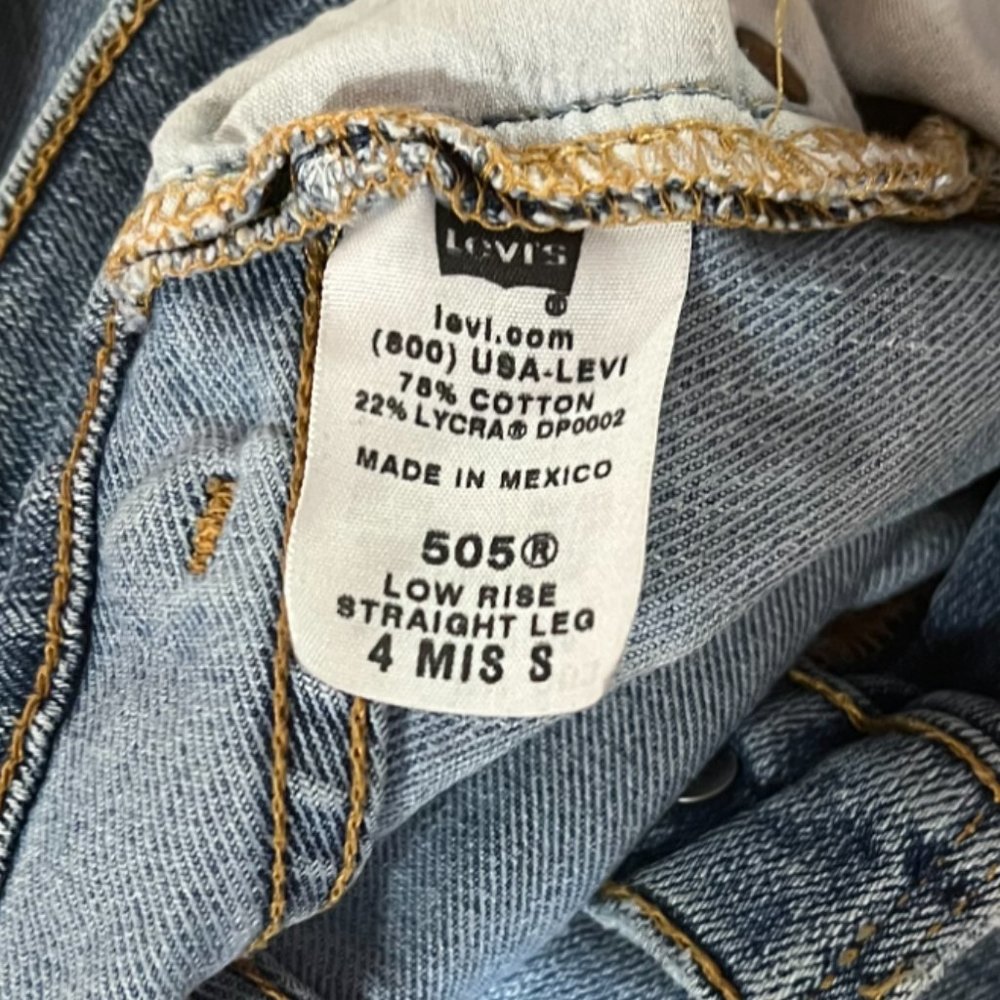 Levi's
®
levi.com
(800) USA-LEVI
78% COTTON
22% LYCRA® DP0002
MADE IN MEXICO
505®
LOW RISE
STRAIGHT LEG
4 MIS S